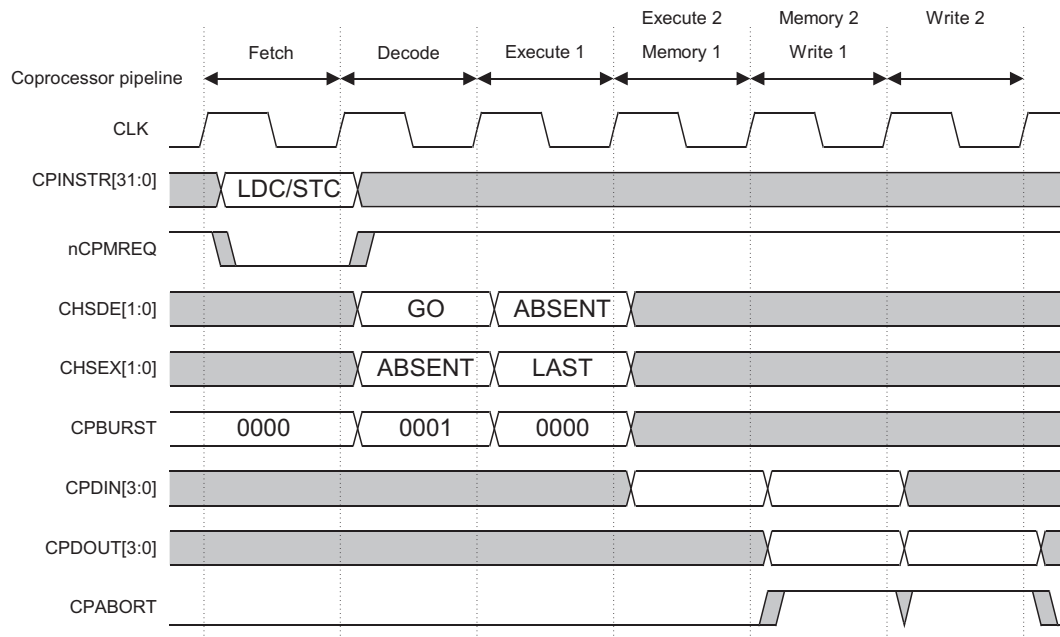 Execute 2 Memory 2 Write 2
Fetch Decode Execute 1 Memory 1 Write 1
Coprocessor pipeline
CLK
CPINSTR[31:0] LDC/STC
nCPMREQ
CHSDE[1:0] GO ABSENT
CHSEX[1:0] ABSENT LAST
CPBURST 0000 0001 0000
CPDIN[3:0]
CPDOUT[3:0]
CPABORT